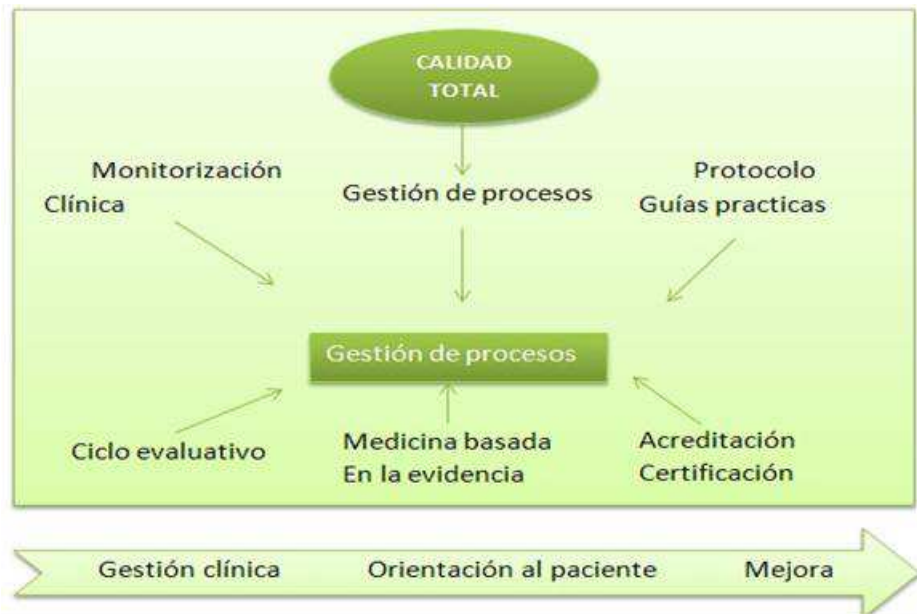 CALIDAD
TOTAL
Monitorización
Clínica
Gestión de procesos
Protocolo
Guías practicas
Gestión de procesos
Ciclo evaluativo
Medicina basada
En la evidencia
Acreditación
Certificación
Gestión clínica Orientación al paciente Mejora